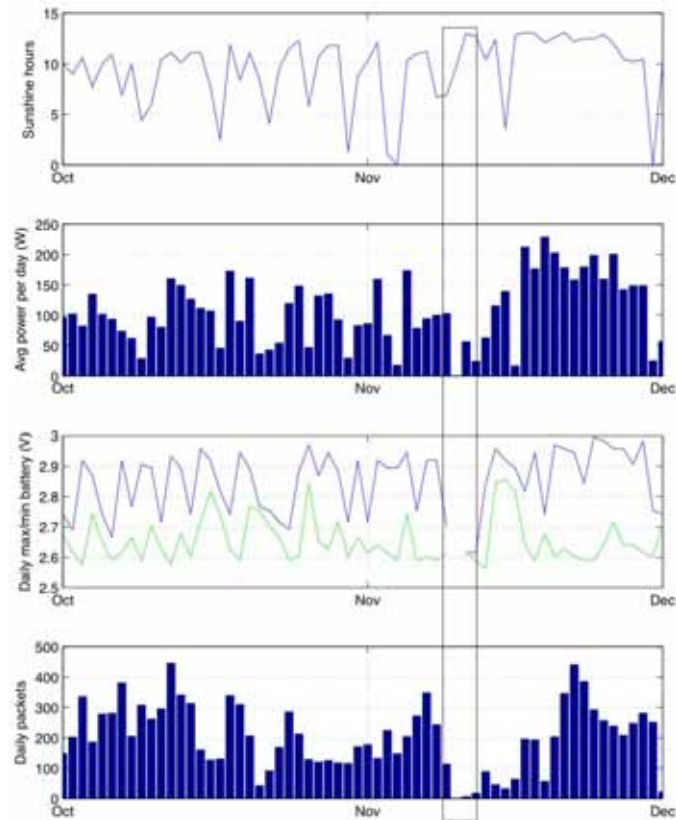 15
10
5
0
Sunshine hours
Oct Nov Dec
250
200
150
100
50
0
Avg power per day (W)
Oct Nov Dec
3
2.9
2.8
2.7
2.6
2.5
Daily max/min battery (V)
Oct Nov Dec
500
400
300
200
100
0
Daily packets
Oct Nov Dec